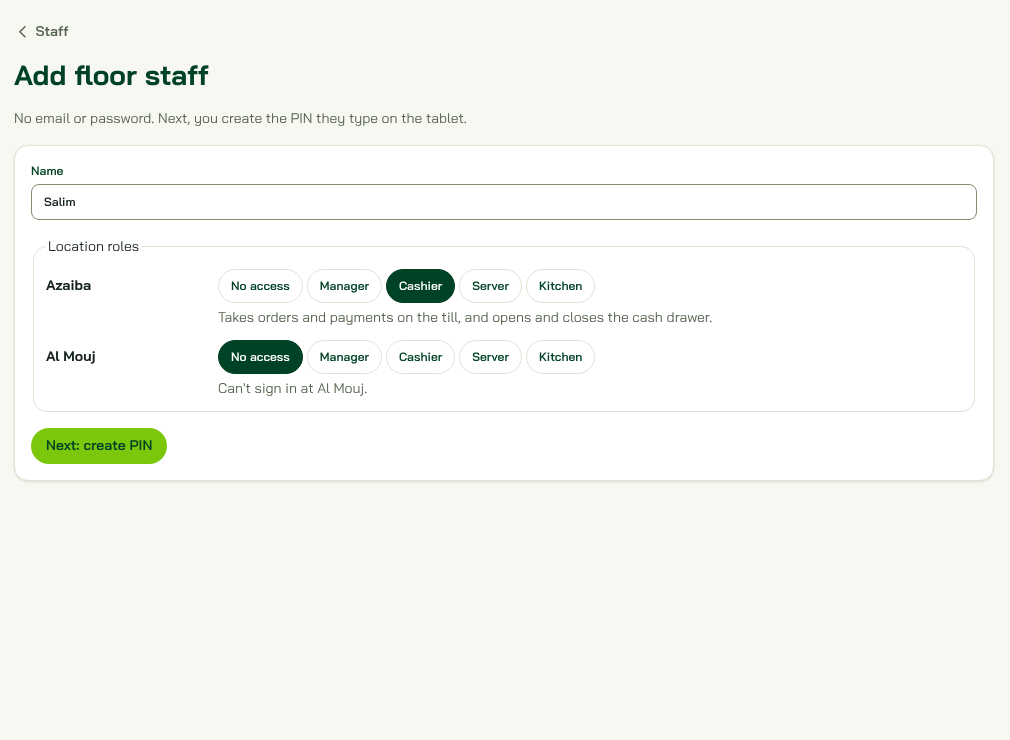 Staff
Add floor staff
No email or password. Next, you create the PIN they type on the tablet.
Name
Salim
Location roles
Azaiba No access Manager Cashier Server Kitchen
Takes orders and payments on the till, and opens and closes the cash drawer.
Al Mouj No access Manager Cashier Server Kitchen
Can't sign in at Al Mouj.
Next: create PIN